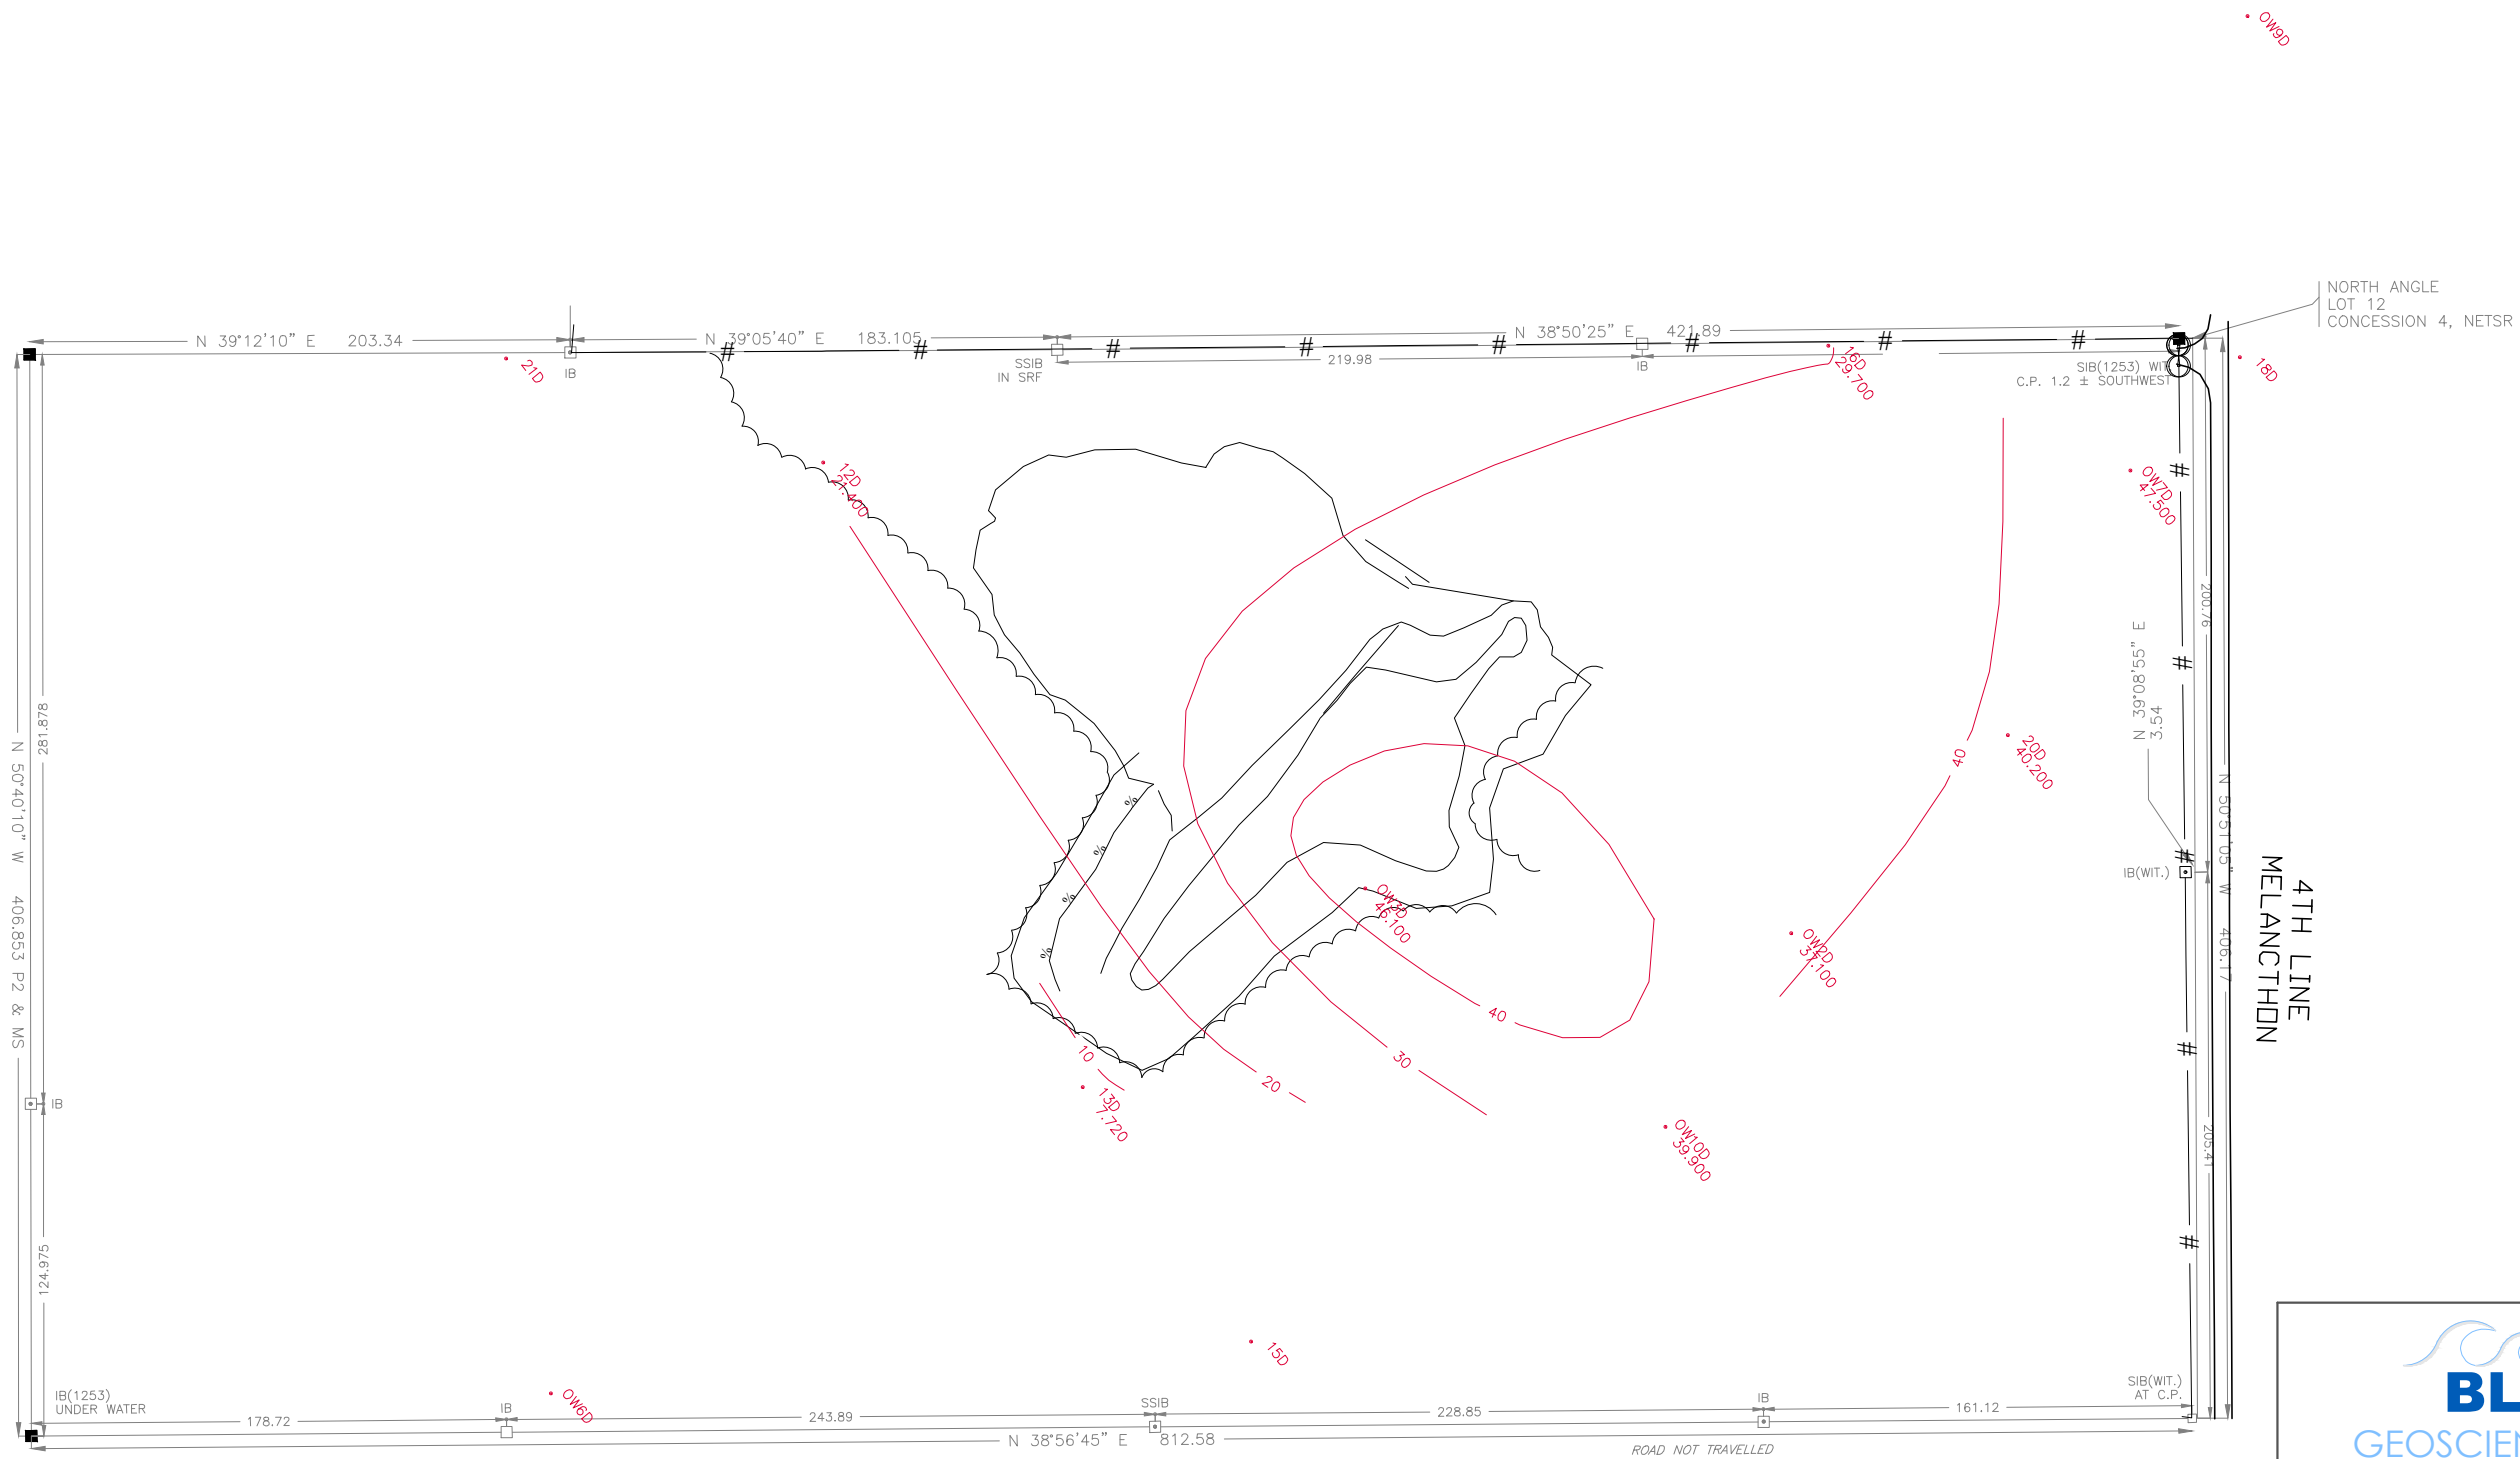 OW9D
NORTH ANGLE
LOT 12
CONCESSION 4, NETSR
N 39°12'10" E 203.34
N 39°05'40" E 183.105
N 38°50'25" E 421.89
219.98
21D
IB
SSIB
IN SRF
IB
16D
29.700
SIB(1253) WIT
C.P. 1.2 ± SOUTHWEST
18D
12D
21.400
OW7D
47.500
200.76
N 39°08'55" E
3.54
281.878
N 50°40'10" W 406.853 P2 & MS
40
20D
40.200
N 50°51'05" W 406.17
IB(WIT.)
4TH LINE
MELANCTHON
%
%
%
%
OW3D
46.100
OW2D
37.100
40
30
10
20
IB
13D
7.720
OW10D
39.900
205.41
124.975
15D
OW6D
IB(1253)
UNDER WATER
IB
SSIB
IB
SIB(WIT.)
AT C.P.
178.72
243.89
228.85
161.12
N 38°56'45" E 812.58
ROAD NOT TRAVELLED
BL
GEOSCIEN